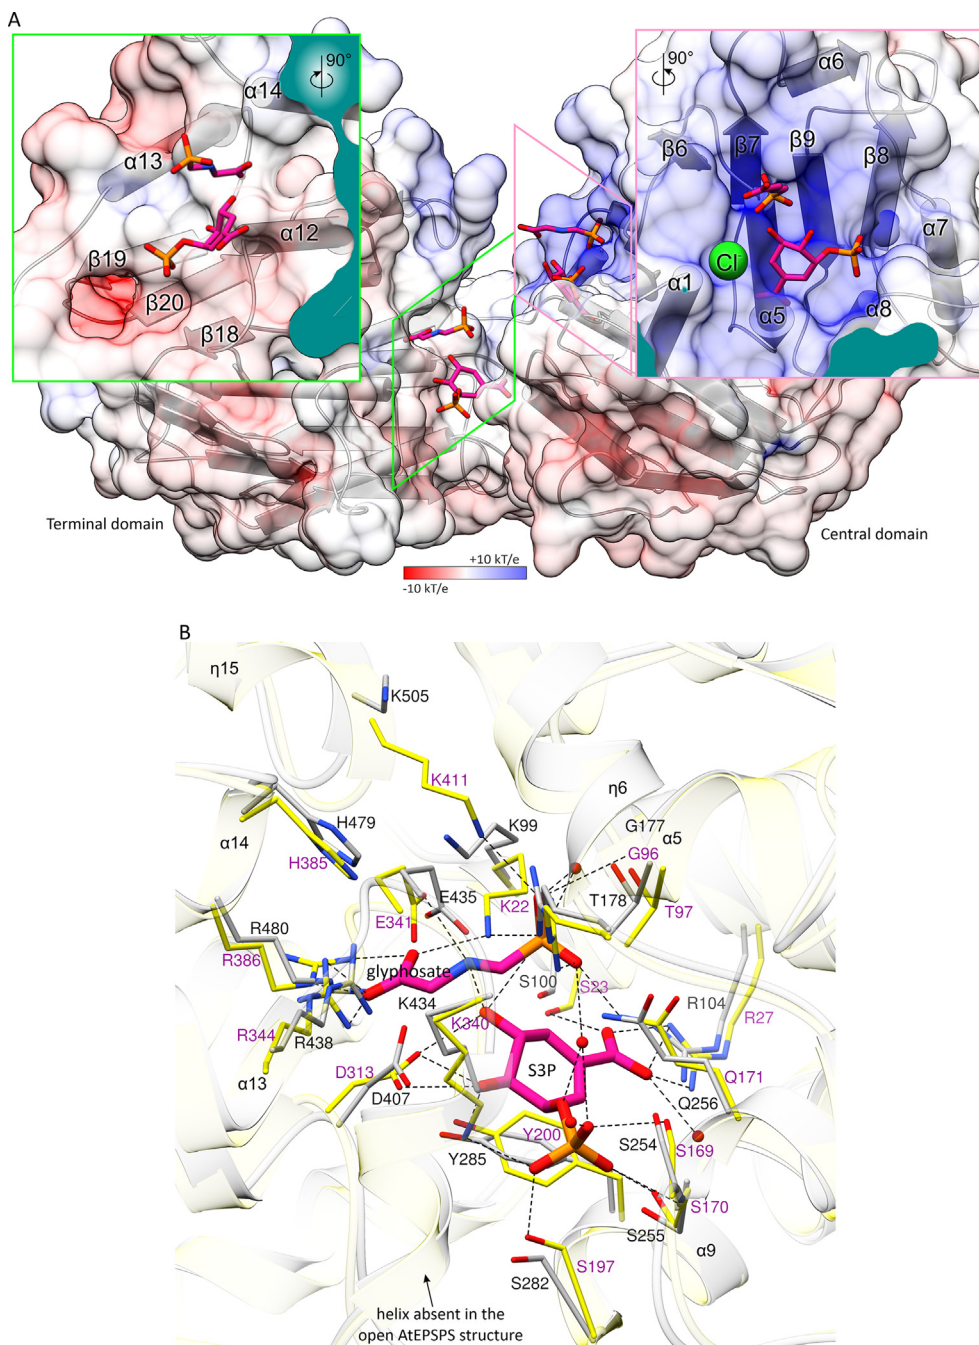 A
90°
α14
α13
α12
β19
β20
β18
90°
α6
β6
β7
β9
β8
α7
Cl⁻
α1
α5
α8
Terminal domain
Central domain
+10 kT/e
-10 kT/e
B
η15
K505
K411
η6
K99
G177
α5
G96
H479
α14
H385
E435
K22
T178
T97
E341
R480
R386
glyphosate
S100
S23
R104
R27
K434
K340
R344
R438
S3P
α13
D313
D407
Q171
Q256
Y200
S254
S169
Y285
S170
S255
α9
S197
S282
helix absent in the
open AtEPSPS structure